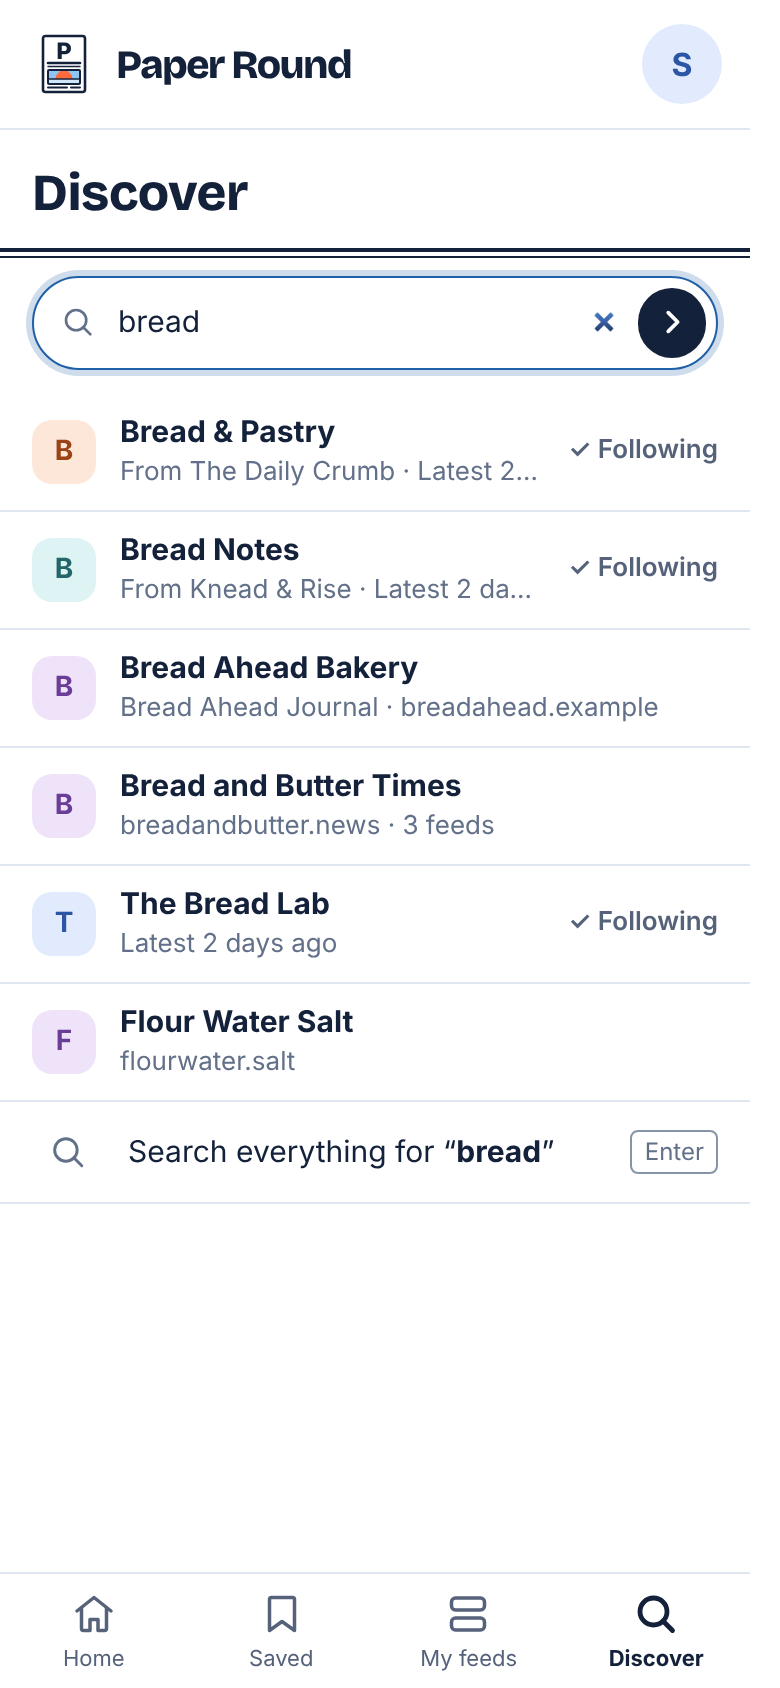 P
Paper Round
S
Discover
bread
B
Bread & Pastry
From The Daily Crumb · Latest 2...
✓ Following
B
Bread Notes
From Knead & Rise · Latest 2 da...
✓ Following
B
Bread Ahead Bakery
Bread Ahead Journal · breadahead.example
B
Bread and Butter Times
breadandbutter.news · 3 feeds
T
The Bread Lab
Latest 2 days ago
✓ Following
F
Flour Water Salt
flourwater.salt
Search everything for “bread”
Enter
Home
Saved
My feeds
Discover